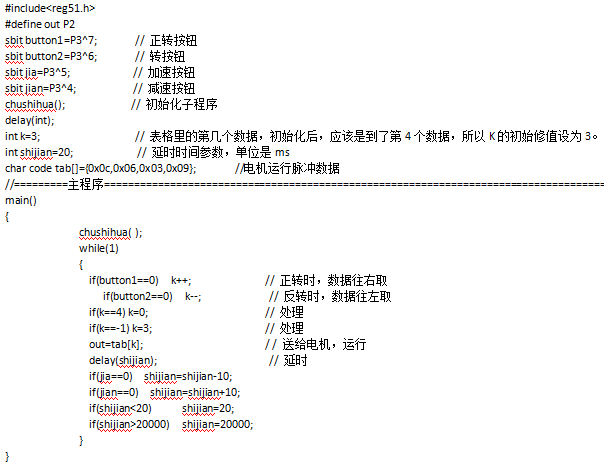 #include<reg51.h>
#define out P2
sbit button1=P3^7; // 正转按钮
sbit button2=P3^6; // 转按钮
sbit jia=P3^5; // 加速按钮
sbit jian=P3^4; // 减速按钮
chushihua(); // 初始化子程序
delay(int);
int k=3; // 表格里的第几个数据，初始化后，应该是到了第 4 个数据，所以 K 的初始修值设为 3。
int shijian=20; // 延时时间参数，单位是 ms
char code tab[]={0x0c,0x06,0x03,0x09}; //电机运行脉冲数据
//=========主程序=====================================================================================
main()
{
chushihua( );
while(1)
{
if(button1==0) k++; // 正转时，数据往右取
if(button2==0) k--; // 反转时，数据往左取
if(k==4) k=0; // 处理
if(k==-1) k=3; // 处理
out=tab[k]; // 送给电机，运行
delay(shijian); // 延时
if(jia==0) shijian=shijian-10;
if(jian==0) shijian=shijian+10;
if(shijian<20) shijian=20;
if(shijian>20000) shijian=20000;
}
}